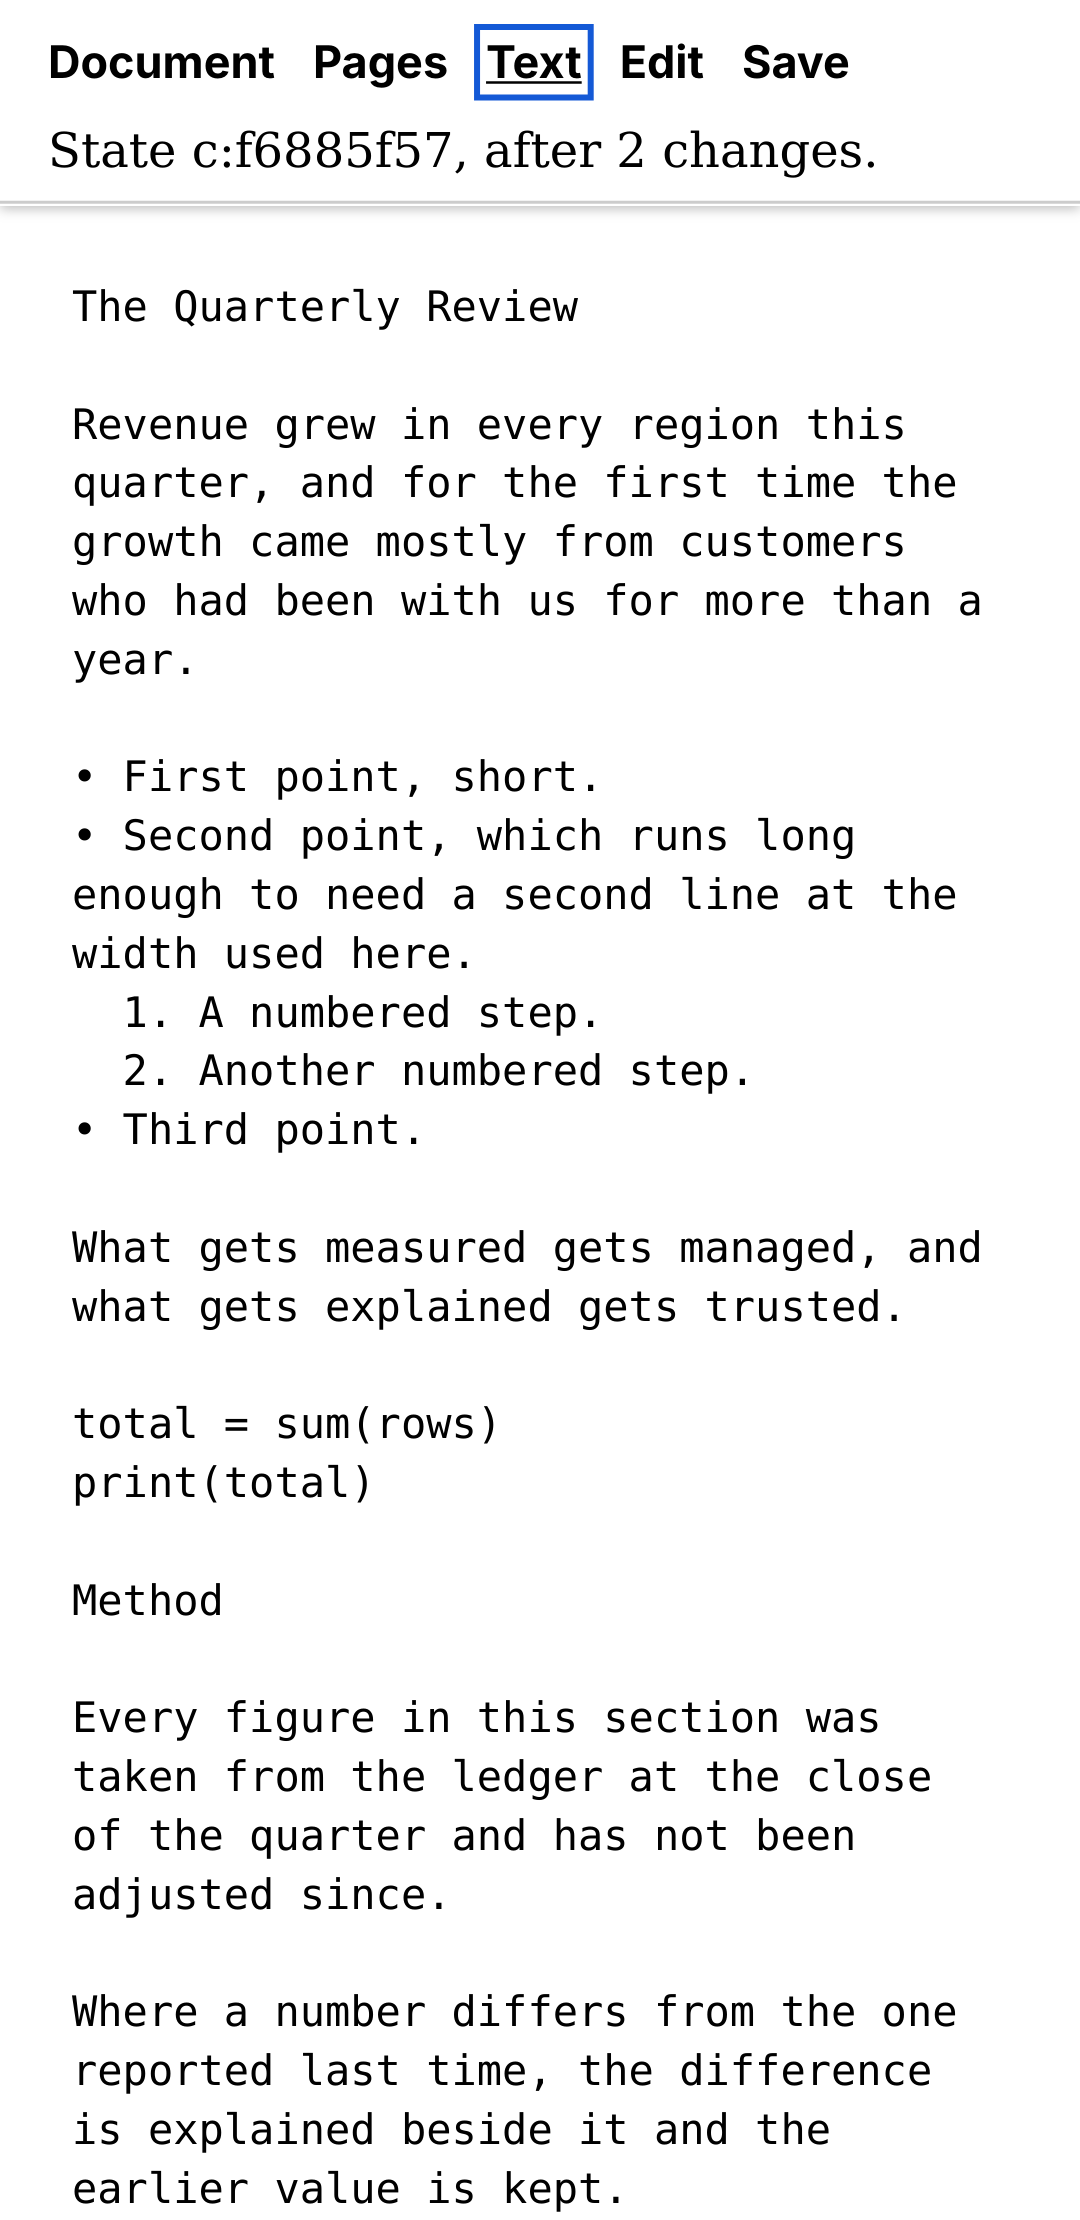 Document Pages Text Edit Save
State c:f6885f57, after 2 changes.
The Quarterly Review
Revenue grew in every region this
quarter, and for the first time the
growth came mostly from customers
who had been with us for more than a
year.
• First point, short.
• Second point, which runs long
enough to need a second line at the
width used here.
1. A numbered step.
2. Another numbered step.
• Third point.
What gets measured gets managed, and
what gets explained gets trusted.
total = sum(rows)
print(total)
Method
Every figure in this section was
taken from the ledger at the close
of the quarter and has not been
adjusted since.
Where a number differs from the one
reported last time, the difference
is explained beside it and the
earlier value is kept.